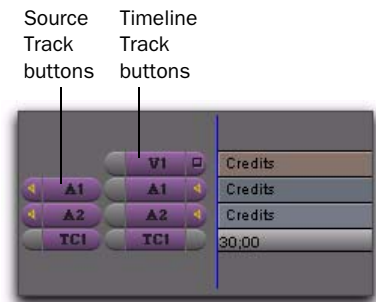 Source Timeline
Track Track
buttons buttons
V1 Credits
A1 A1 Credits
A2 A2 Credits
TC1 TC1 30;00